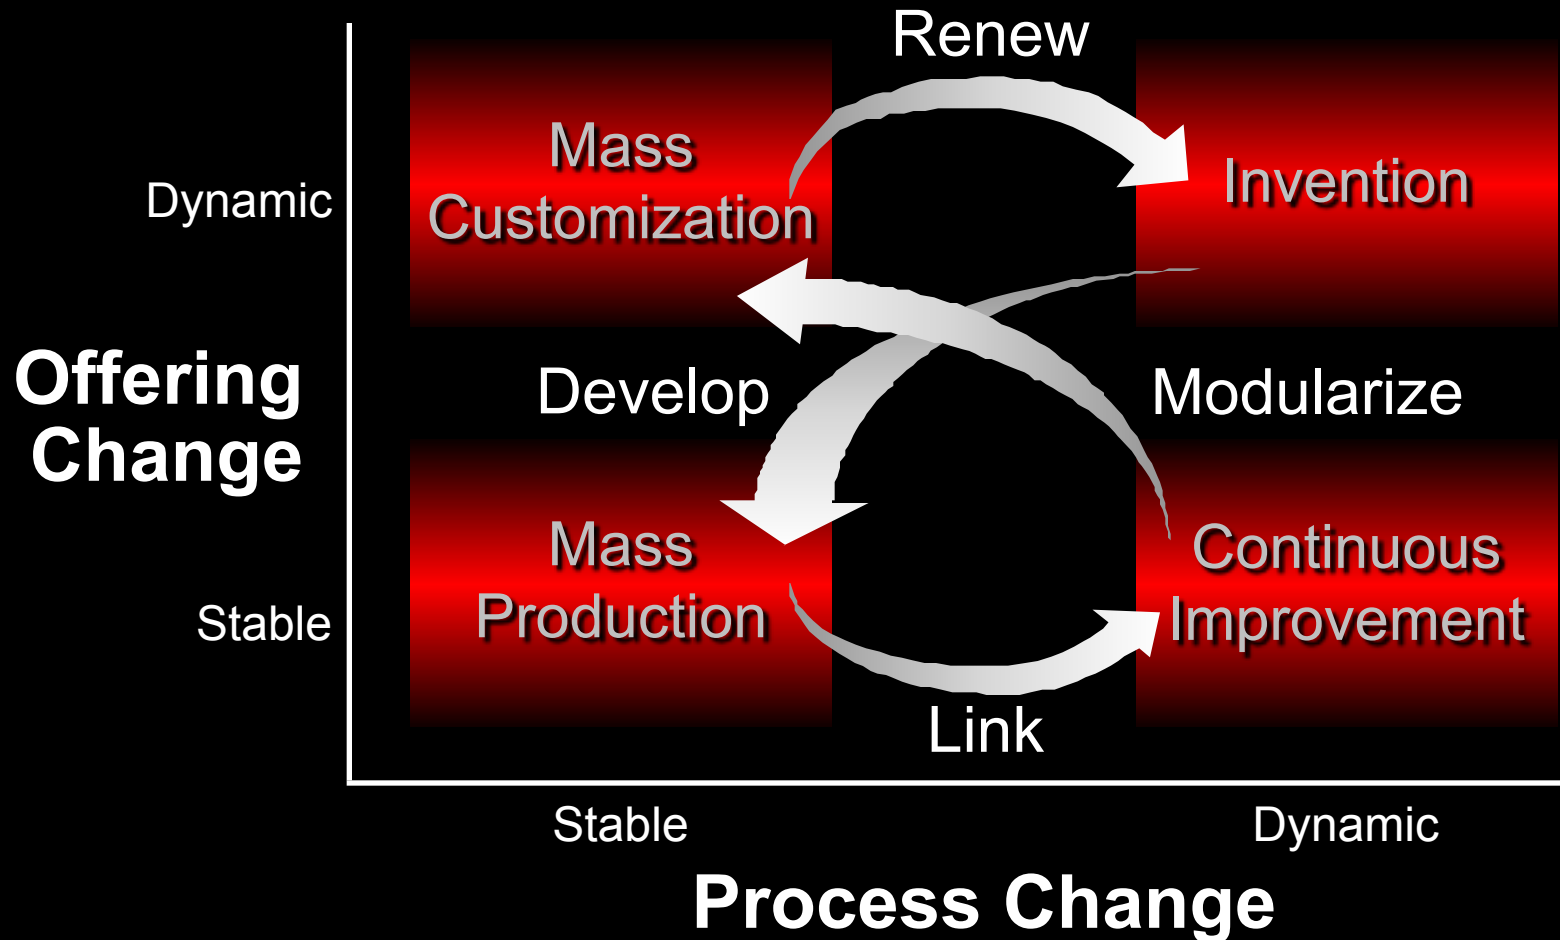 Renew
Mass
Customization
Invention
Dynamic
Offering
Change
Develop
Modularize
Mass
Production
Continuous
Improvement
Stable
Link
Stable
Dynamic
Process Change